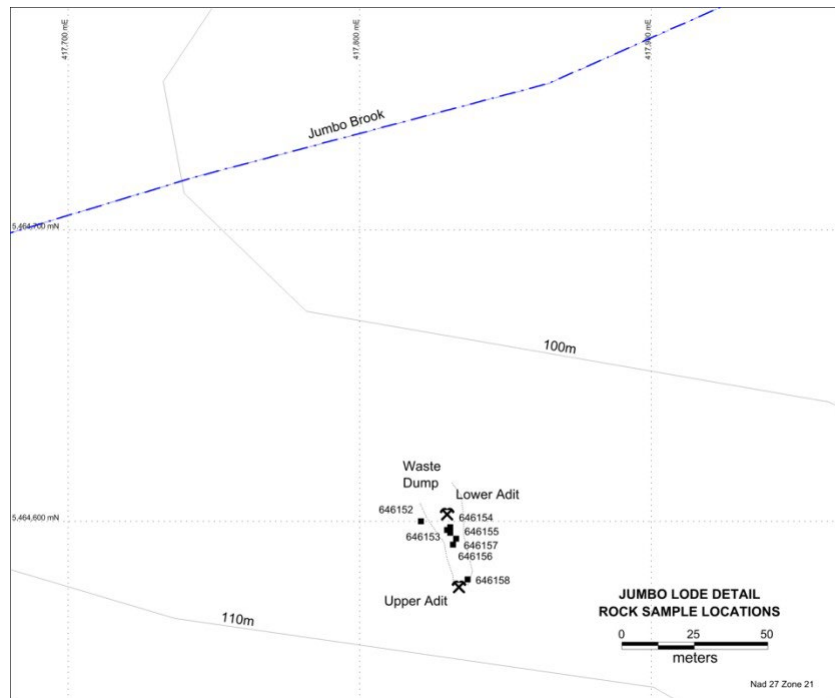 417,700 mE
417,800 mE
417,900 mE
Jumbo Brook
5,464,700 mN
100m
Waste
Dump
Lower Adit
646152
646154
5,464,600 mN
646153
646155
646157
646156
646158
Upper Adit
110m
JUMBO LODE DETAIL
ROCK SAMPLE LOCATIONS
0 25 50
meters
Nad 27 Zone 21